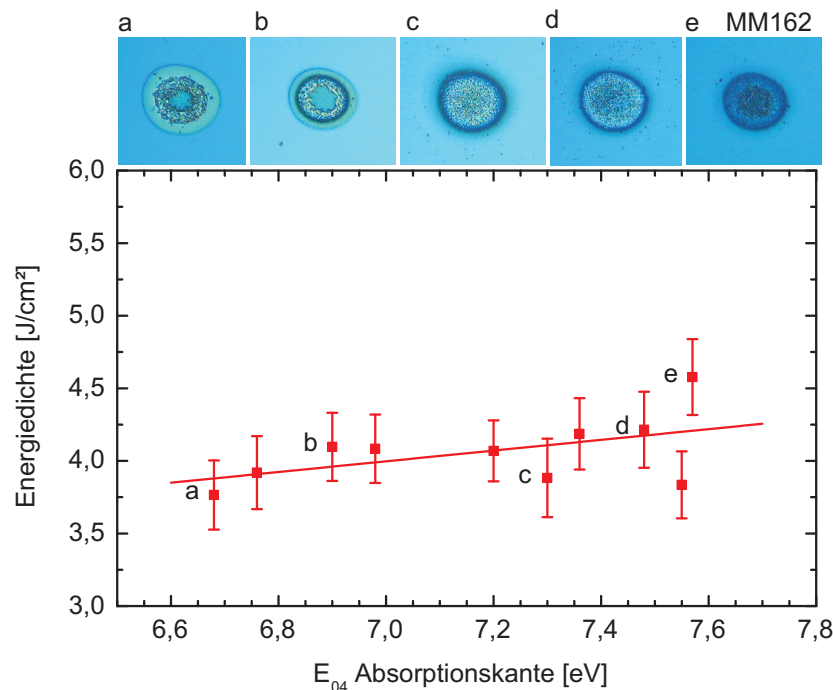 a b c d e MM162
6,0
5,5
5,0
4,5
4,0
3,5
3,0
Energiedichte [J/cm²]
a
b
c
d
e
6,6 6,8 7,0 7,2 7,4 7,6 7,8
E₀₄ Absorptionskante [eV]